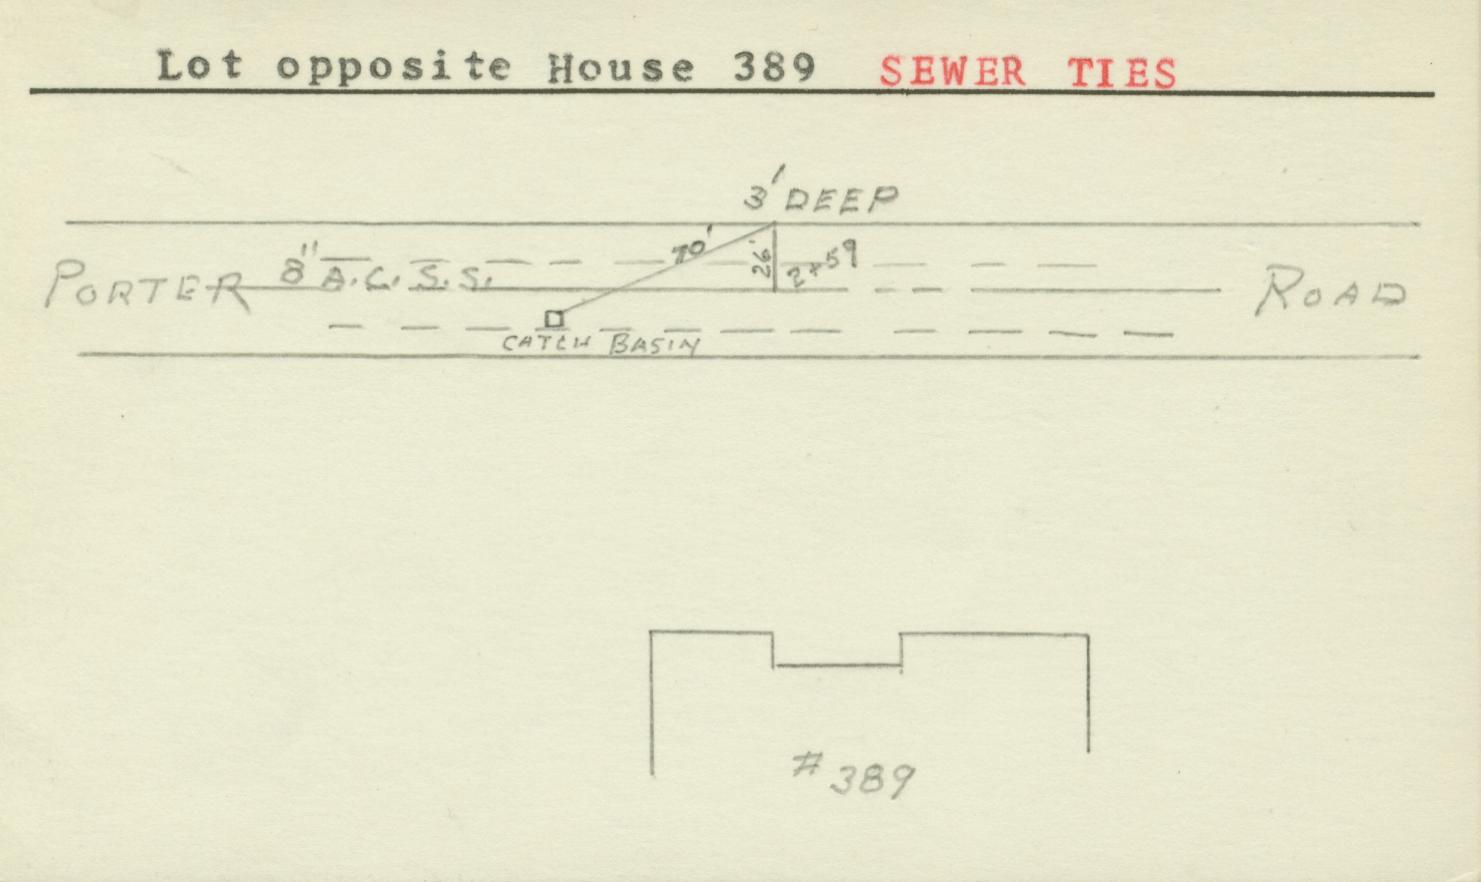 Lot opposite House 389 SEWER TIES
3' DEEP
70'
26'
2+59
8" A.C.S.S.
PORTER ROAD
CATCH BASIN
# 389